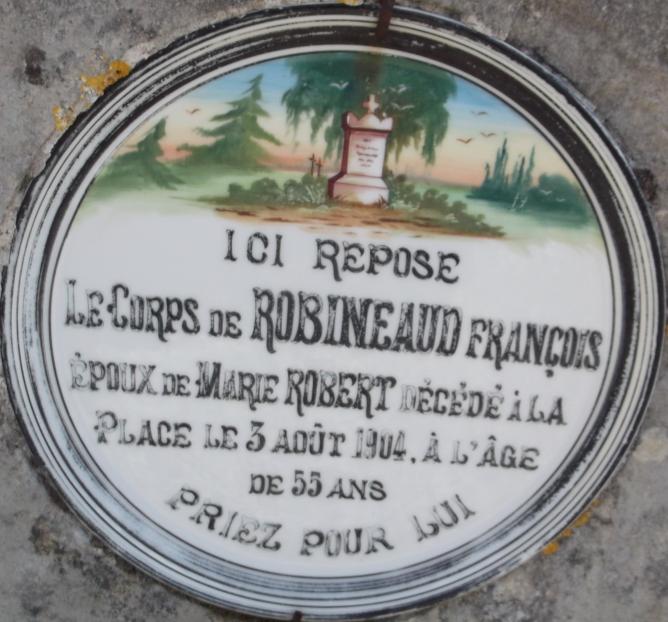 ICI REPOSE
LE CORPS DE ROBINEAUD FRANÇOIS
ÉPOUX DE MARIE ROBERT DÉCÉDÉ À LA
PLACE LE 3 AOÛT 1904. À L'ÂGE
DE 55 ANS
PRIEZ POUR LUI